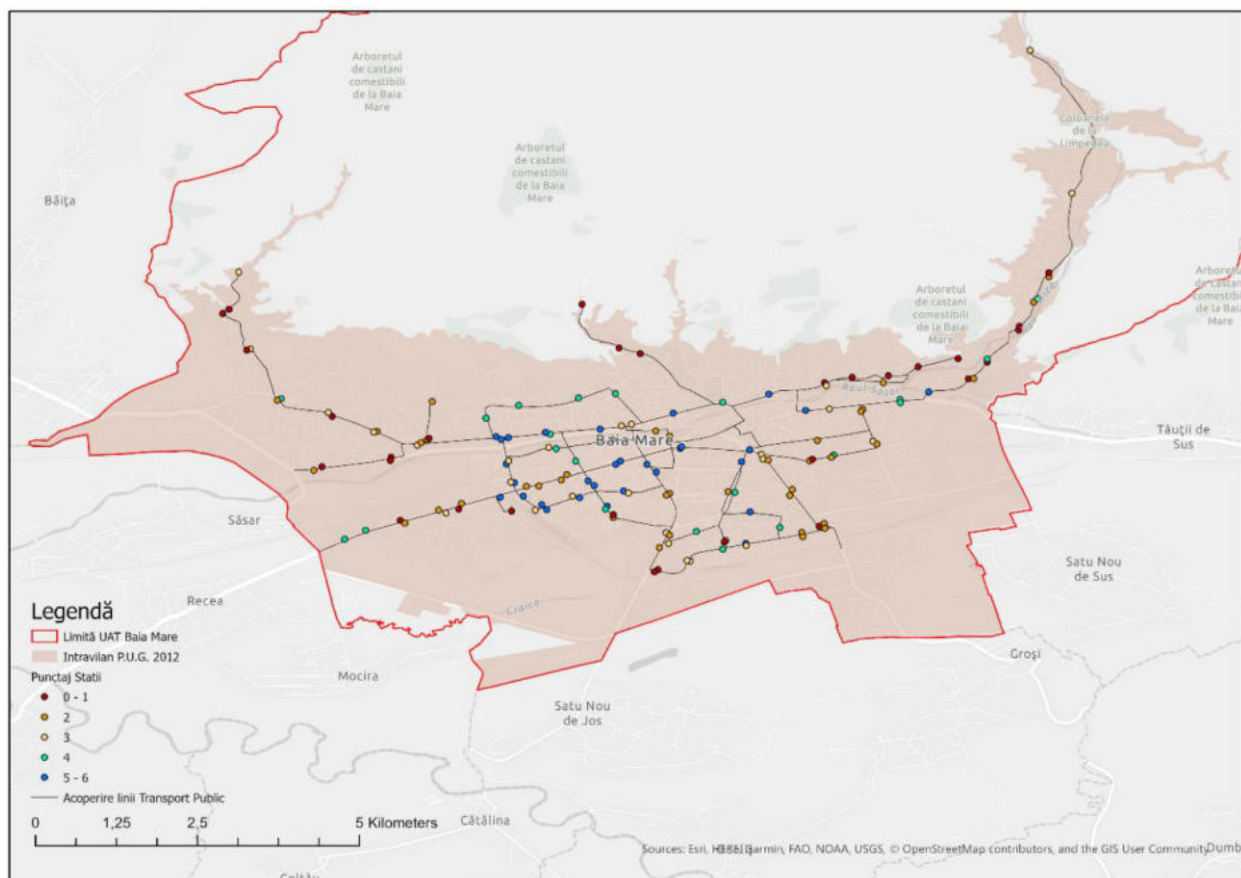 Arboretul
de castani
comestibili
de la Baia
Mare
Arboretul
de castani
comestibili
de la Baia
Mare
Coloanele
de la
Limpedea
Băița
Arboretul
de castani
comestibili
de la Baia
Mare
Arboretul
de castani
comestibili
de la Baia
Mare
Râul Săsar
Baia Mare
Tăuții de
Sus
Săsar
Satu Nou
de Sus
Recea
Craica
Groși
Mocira
Satu Nou
de Jos
Cătălina
Legendă
Limită UAT Baia Mare
Intravilan P.U.G. 2012
Punctaj Statii
0 - 1
2
3
4
5 - 6
Acoperire linii Transport Public
0 1,25 2,5 5 Kilometers
Sources: Esri, Garmin, FAO, NOAA, USGS, © OpenStreetMap contributors, and the GIS User Community
Dumb